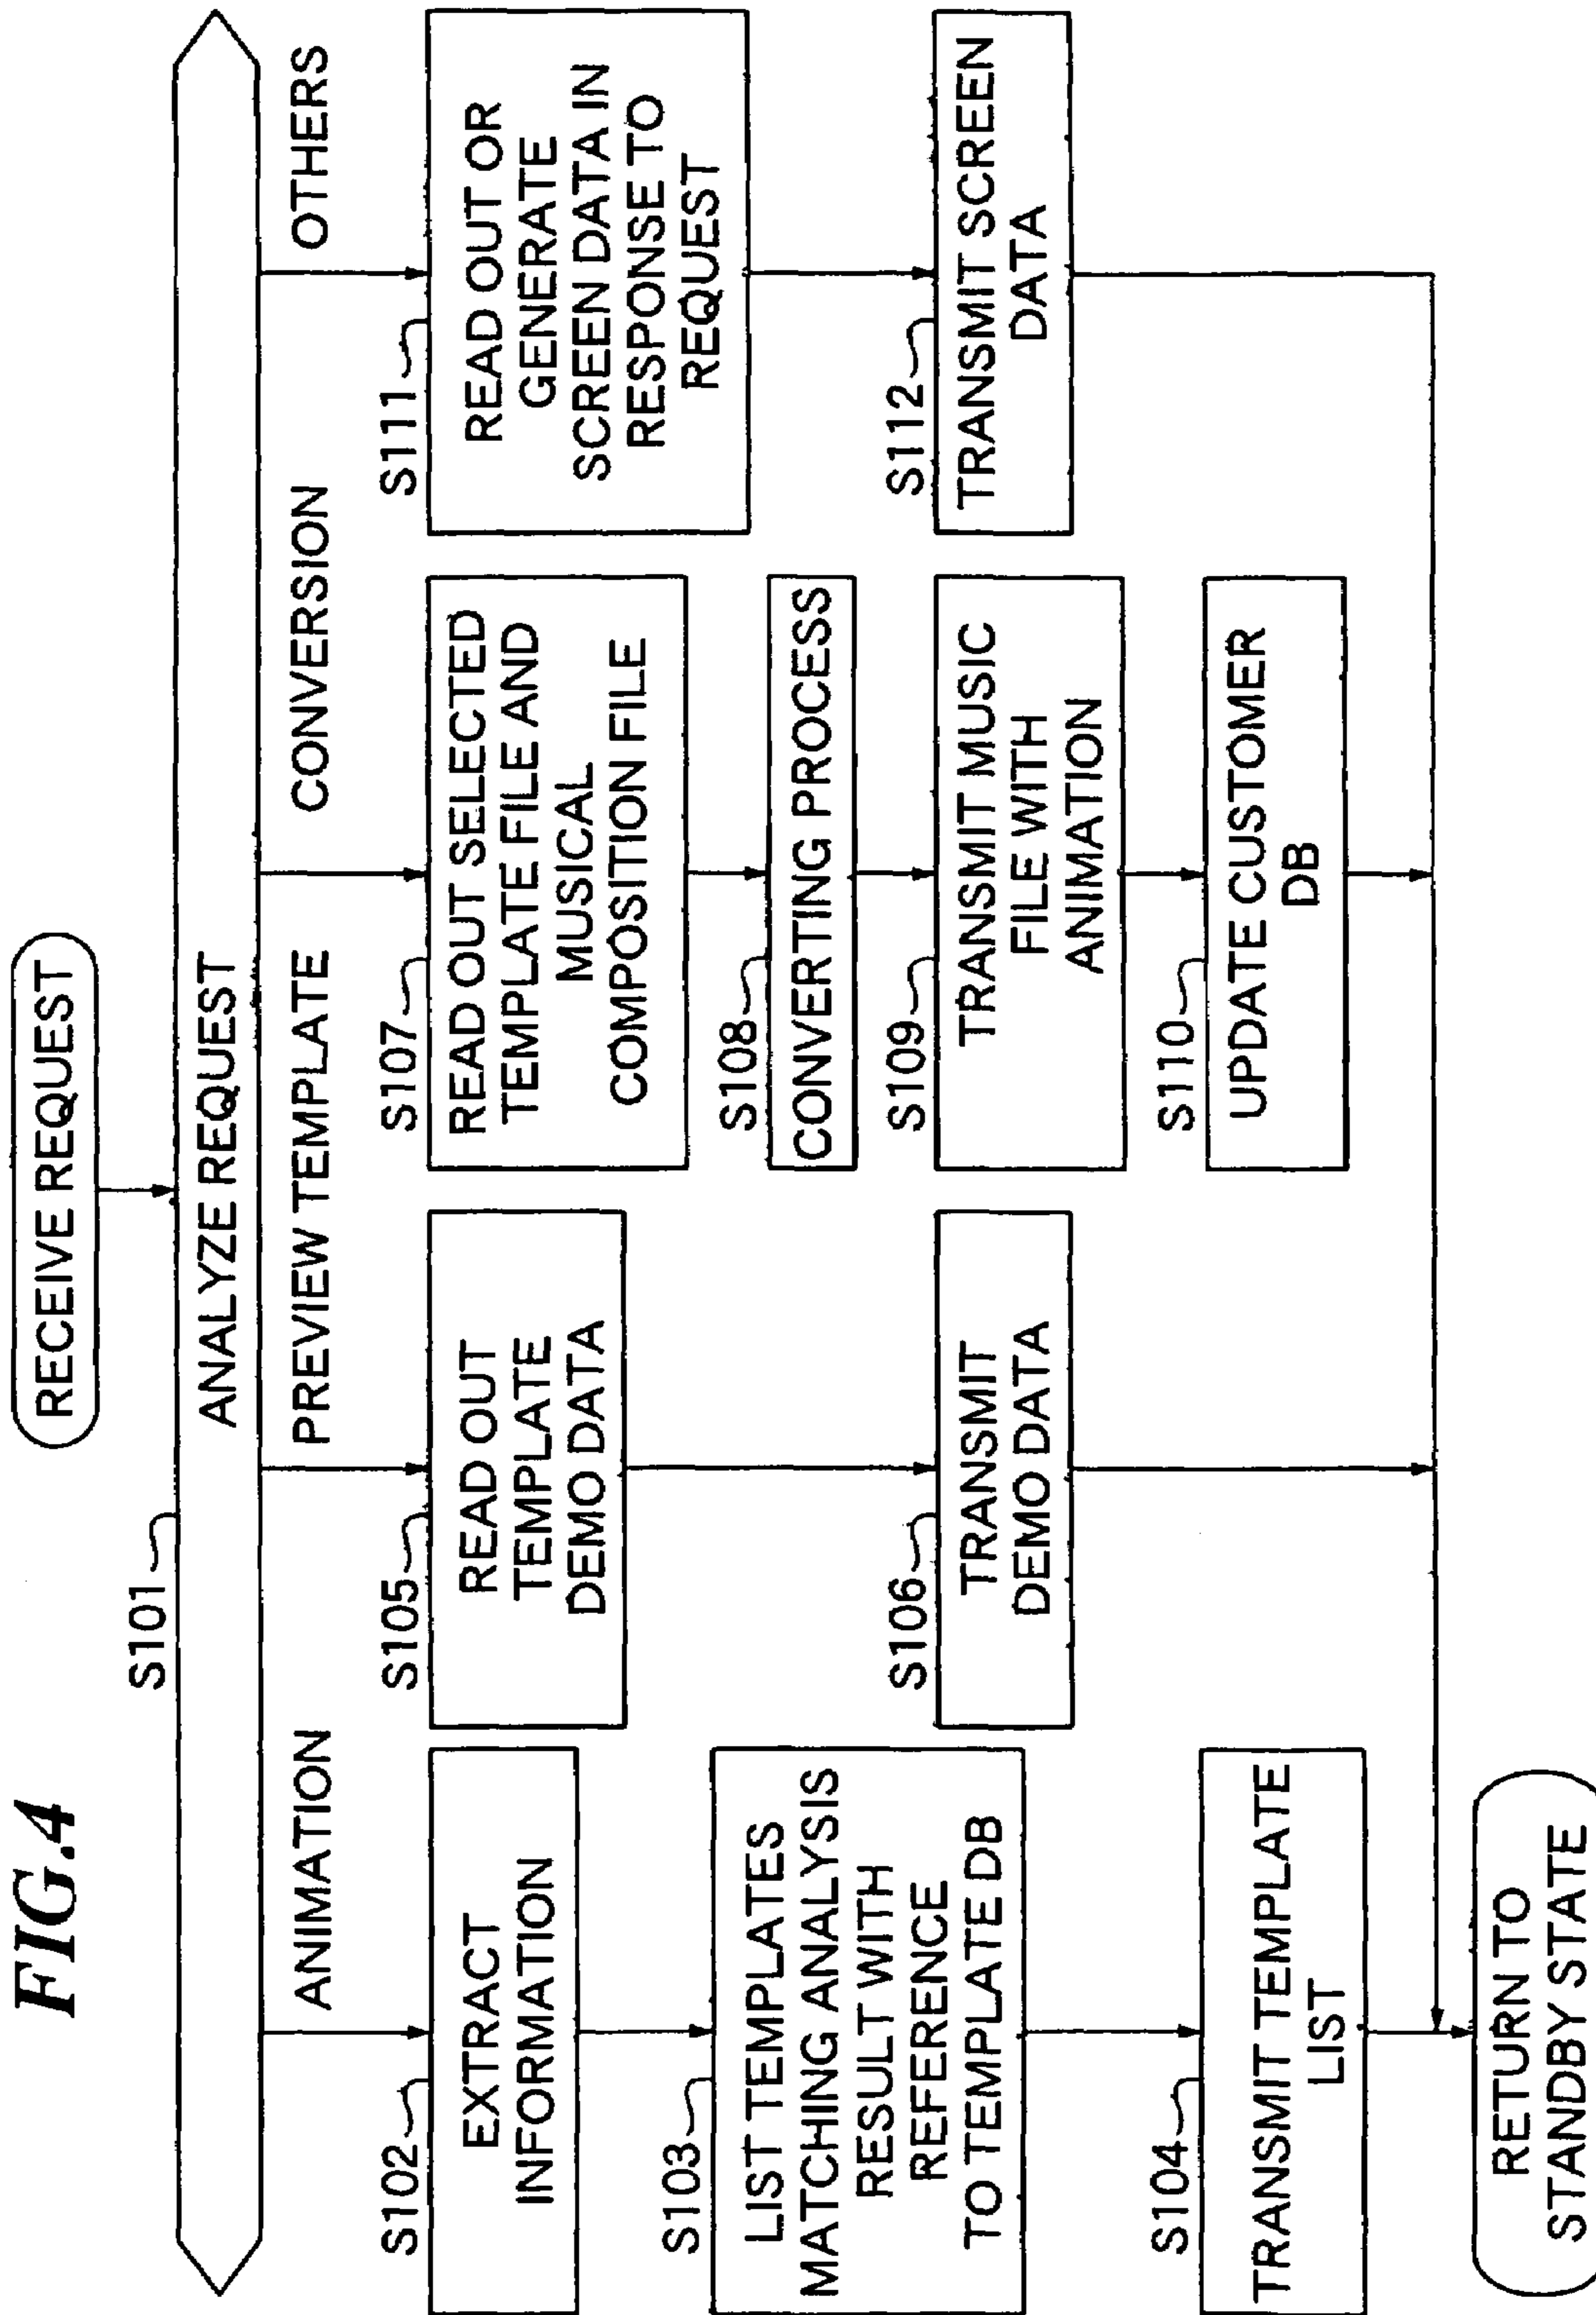 FIG.4
RECEIVE REQUEST
S101
ANALYZE REQUEST
ANIMATION
S102
EXTRACT
INFORMATION
S103
LIST TEMPLATES
MATCHING ANALYSIS
RESULT WITH
REFERENCE
TO TEMPLATE DB
S104
TRANSMIT TEMPLATE
LIST
PREVIEW TEMPLATE
S105
READ OUT
TEMPLATE
DEMO DATA
S106
TRANSMIT
DEMO DATA
CONVERSION
S107
READ OUT SELECTED
TEMPLATE FILE AND
MUSICAL
COMPOSITION FILE
S108
CONVERTING PROCESS
S109
TRANSMIT MUSIC
FILE WITH
ANIMATION
S110
UPDATE CUSTOMER
DB
OTHERS
S111
READ OUT OR
GENERATE
SCREEN DATA IN
RESPONSE TO
REQUEST
S112
TRANSMIT SCREEN
DATA
RETURN TO
STANDBY STATE